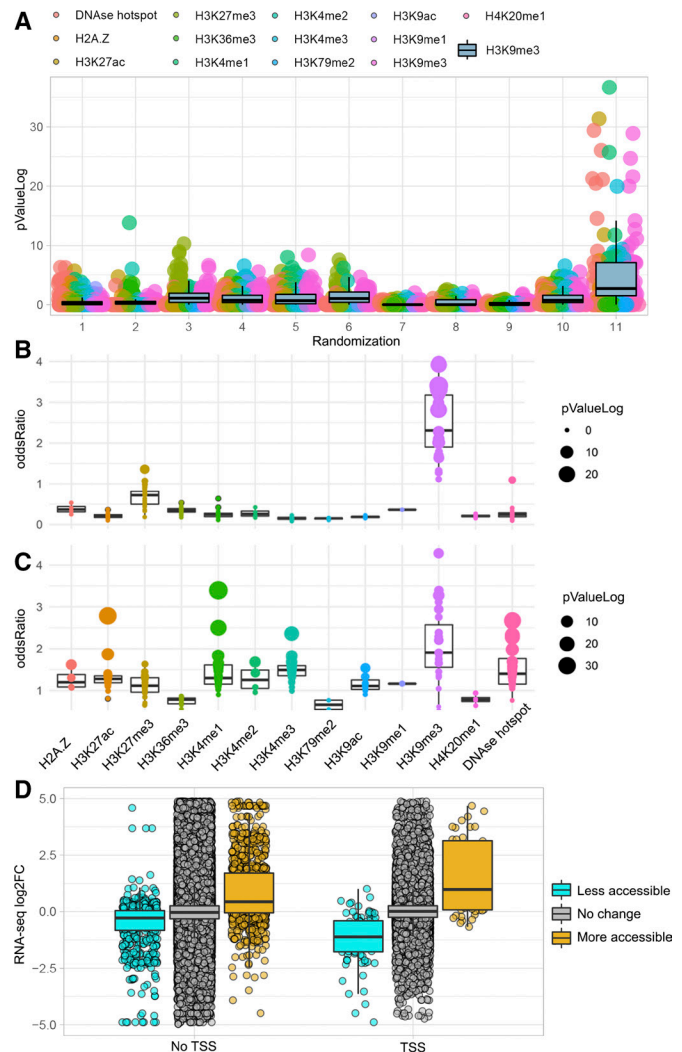 A
DNAse hotspot H3K27me3 H3K4me2 H3K9ac H4K20me1
H2A.Z H3K36me3 H3K4me3 H3K9me1 H3K9me3
H3K27ac H3K4me1 H3K79me2 H3K9me3
pValueLog
30
20
10
0
1 2 3 4 5 6 7 8 9 10 11
Randomization
B
oddsRatio
4
3
2
1
0
pValueLog
0
10
20
C
oddsRatio
4
3
2
1
pValueLog
10
20
30
H2A.Z H3K27ac H3K27me3 H3K36me3 H3K4me1 H3K4me2 H3K4me3 H3K79me2 H3K9ac H3K9me1 H3K9me3 H4K20me1 DNAse hotspot
D
RNA-seq log2FC
5.0
2.5
0.0
−2.5
−5.0
Less accessible
No change
More accessible
No TSS TSS